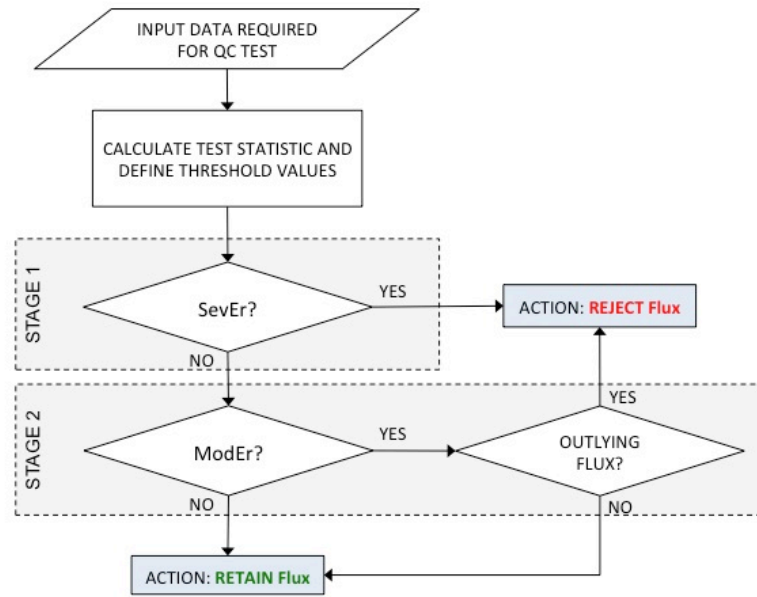 INPUT DATA REQUIRED
FOR QC TEST
CALCULATE TEST STATISTIC AND
DEFINE THRESHOLD VALUES
STAGE 1
SevEr?
YES
ACTION: REJECT Flux
NO
YES
STAGE 2
ModEr?
YES
OUTLYING
FLUX?
NO
NO
ACTION: RETAIN Flux